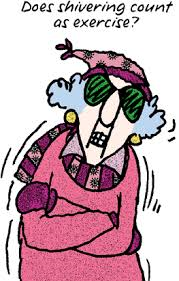 Does shivering count
as exercise?